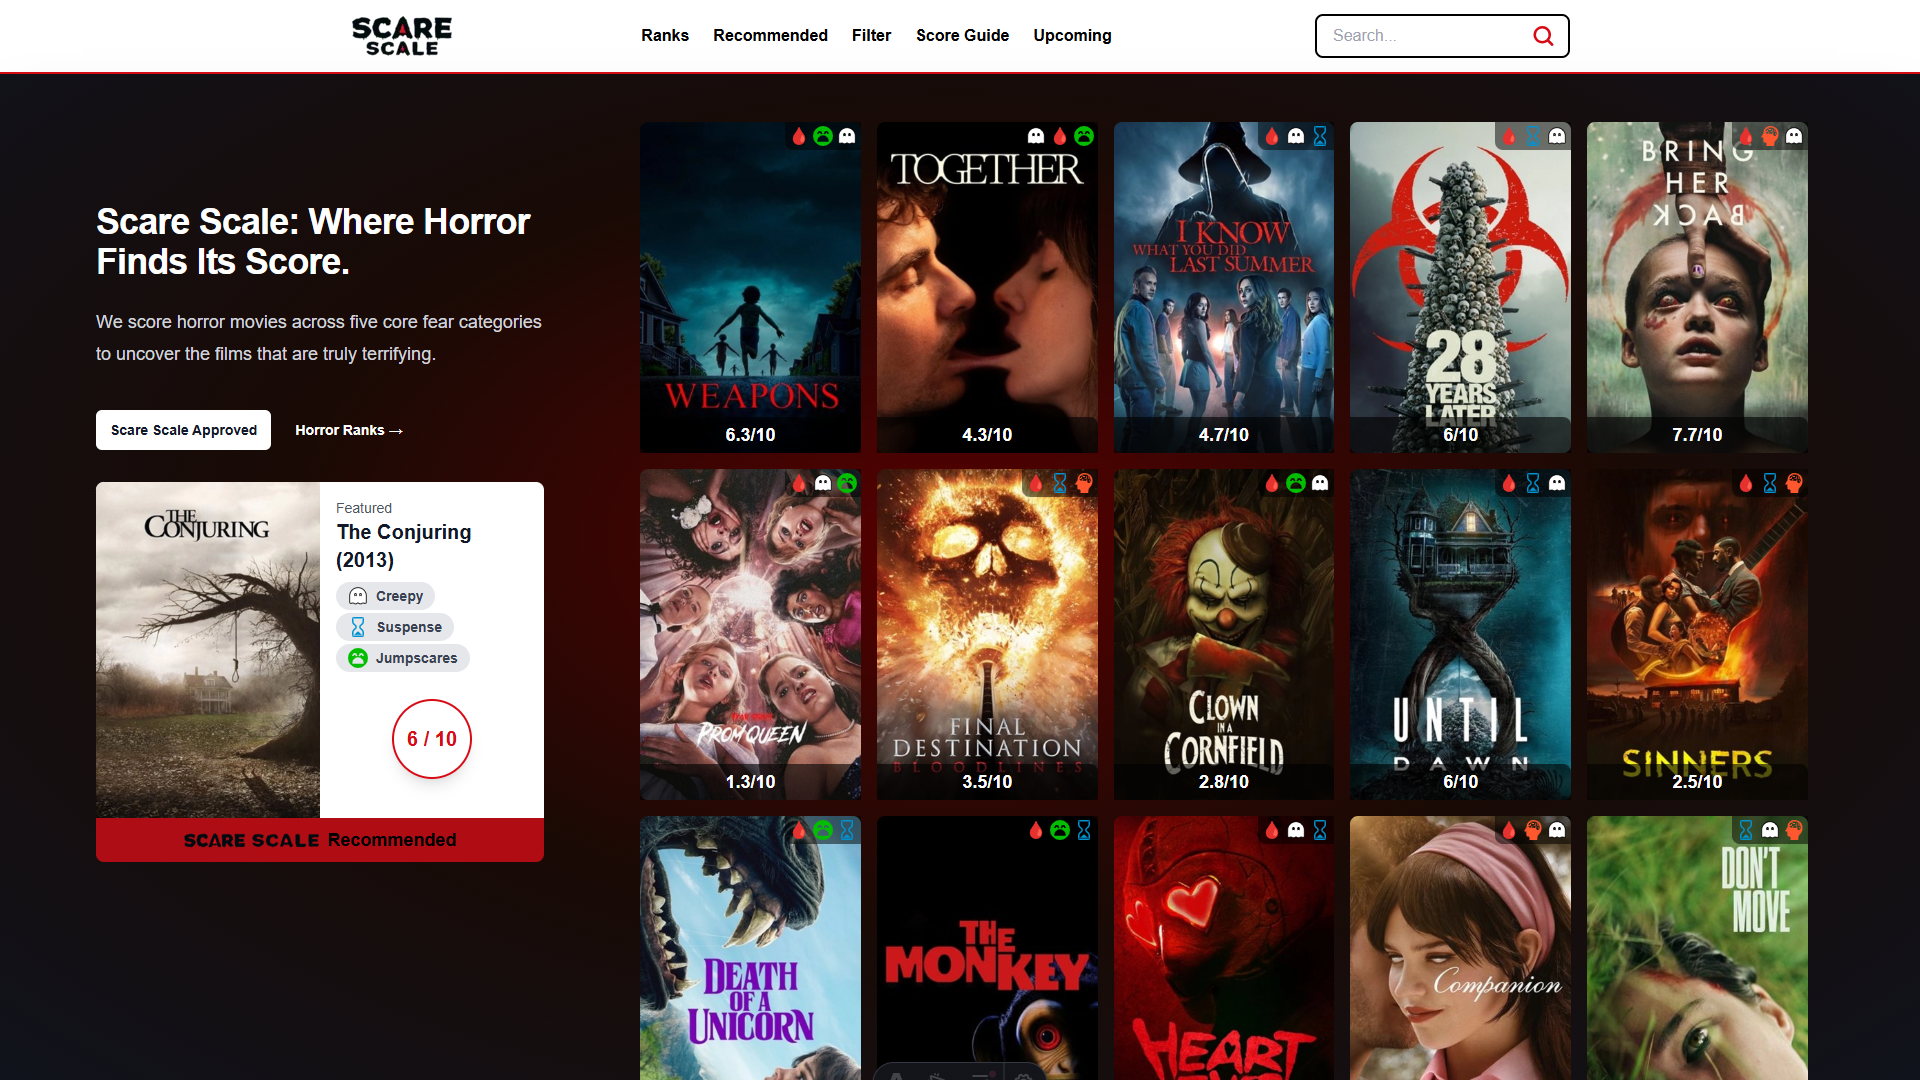 SCARE
SCALE
Ranks
Recommended
Filter
Score Guide
Upcoming
Search...
Scare Scale: Where Horror
Finds Its Score.
We score horror movies across five core fear categories
to uncover the films that are truly terrifying.
Scare Scale Approved
Horror Ranks →
THE
CONJURING
Featured
The Conjuring
(2013)
Creepy
Suspense
Jumpscares
6 / 10
SCARE SCALE Recommended
WEAPONS
6.3/10
TOGETHER
4.3/10
I KNOW
WHAT YOU DID
LAST SUMMER
4.7/10
28
YEARS
LATER
6/10
BRING
HER
BACK
7.7/10
FEAR STREET
PROM QUEEN
1.3/10
FINAL
DESTINATION
BLOODLINES
3.5/10
CLOWN
IN A
CORNFIELD
2.8/10
UNTIL
DAWN
6/10
SINNERS
2.5/10
DEATH
OF A
UNICORN
THE
MONKEY
HEART
Companion
DON'T
MOVE